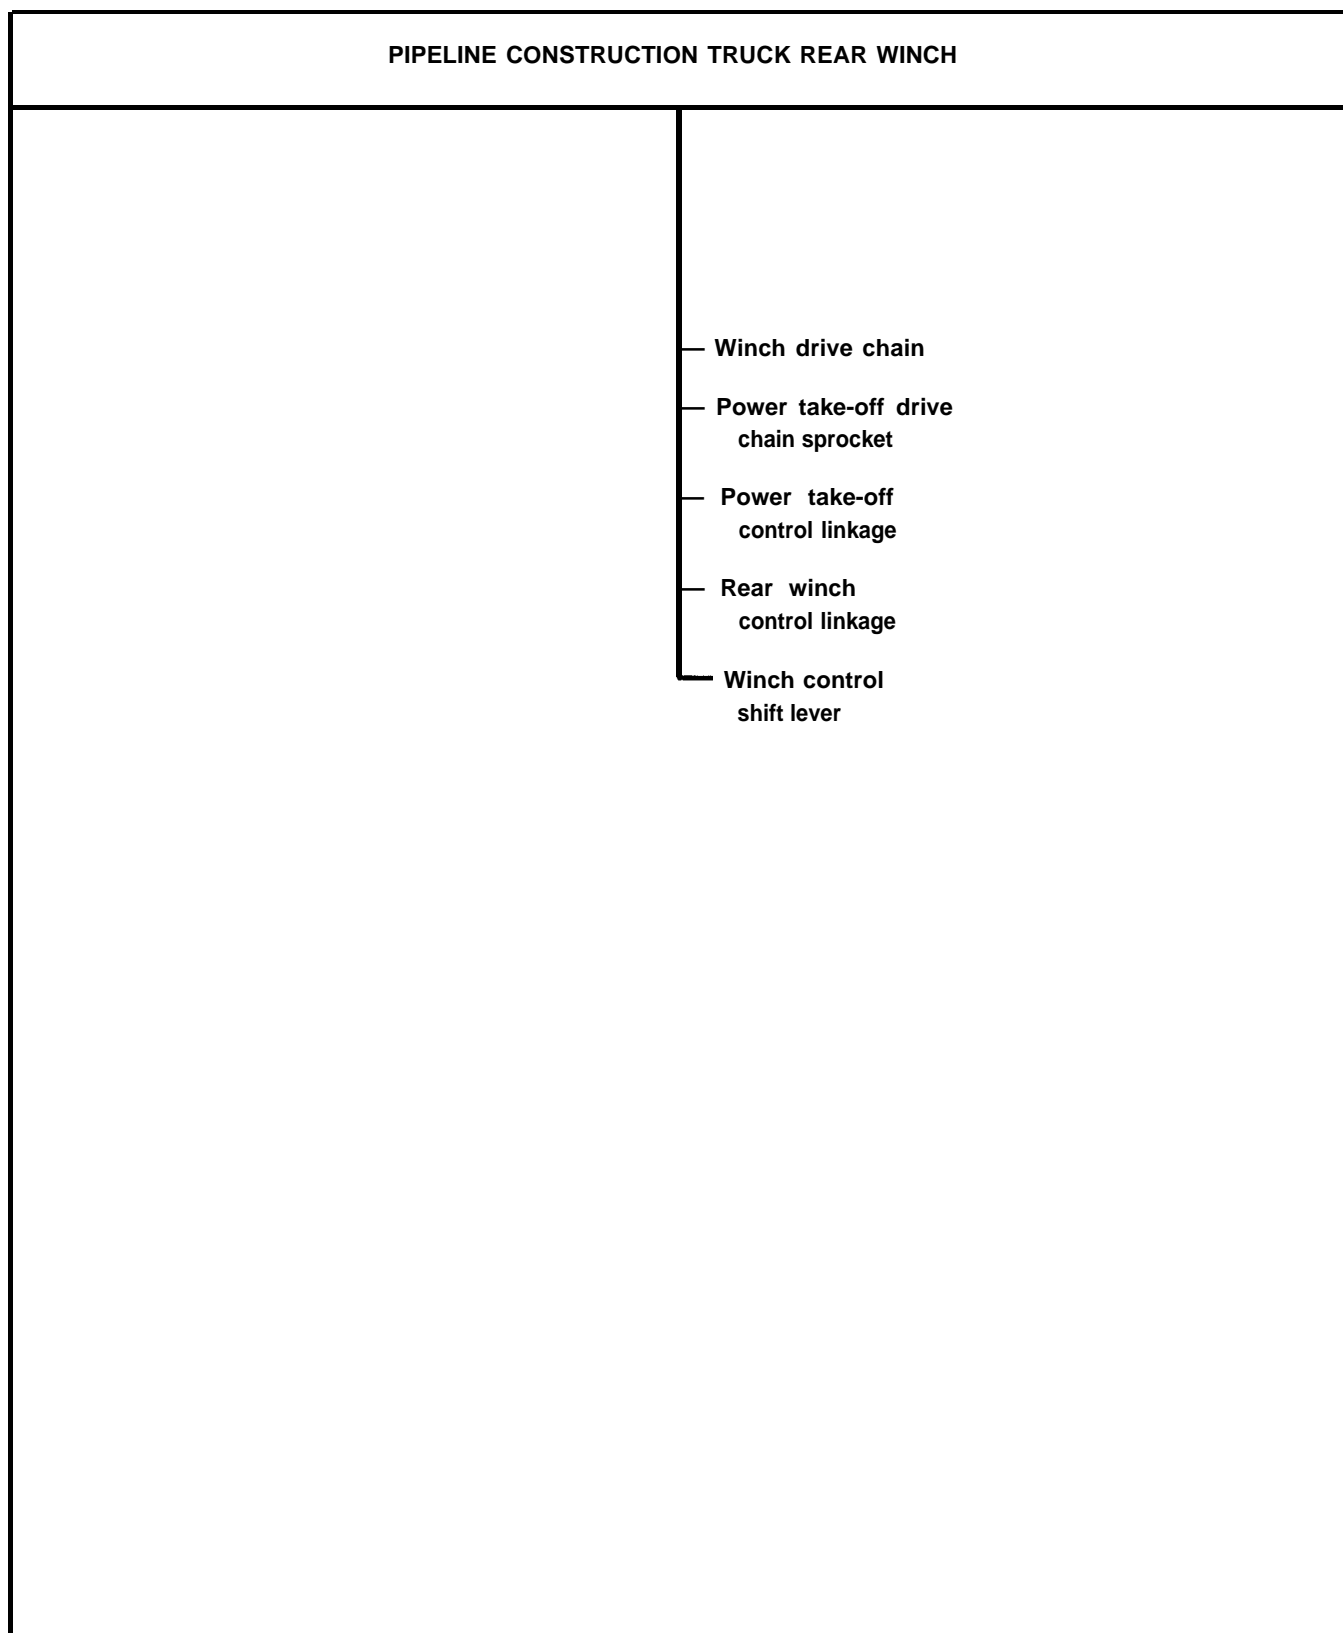 PIPELINE CONSTRUCTION TRUCK REAR WINCH
Winch drive chain
Power take-off drive
chain sprocket
Power take-off
control linkage
Rear winch
control linkage
Winch control
shift lever